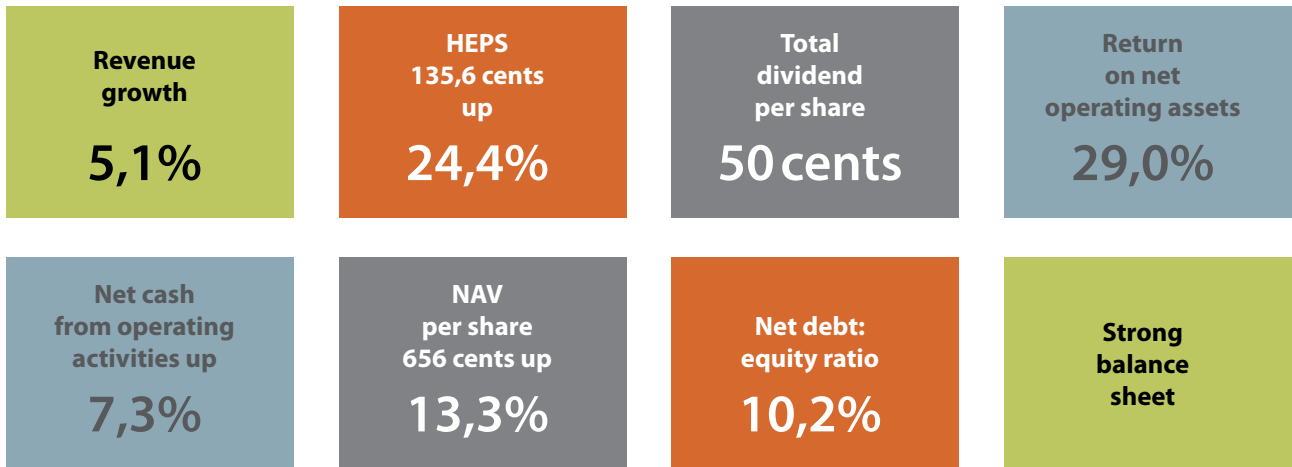 Revenue
growth
5,1%
HEPS
135,6 cents
up
24,4%
Total
dividend
per share
50 cents
Return
on net
operating assets
29,0%
Net cash
from operating
activities up
7,3%
NAV
per share
656 cents up
13,3%
Net debt:
equity ratio
10,2%
Strong
balance
sheet